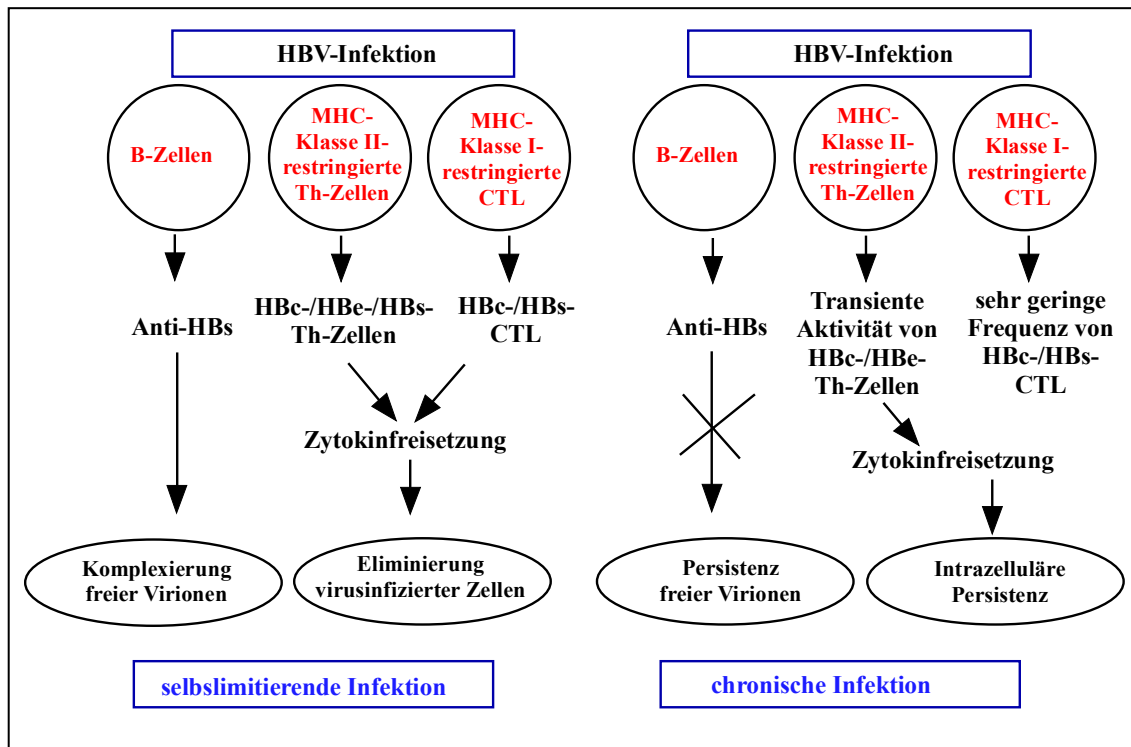 HBV-Infektion
B-Zellen
MHC-
Klasse II-
restringierte
Th-Zellen
MHC-
Klasse I-
restringierte
CTL
Anti-HBs
HBc-/HBe-/HBs-
Th-Zellen
HBc-/HBs-
CTL
Zytokinfreisetzung
Komplexierung
freier Virionen
Eliminierung
virusinfizierter Zellen
selbslimitierende Infektion
HBV-Infektion
B-Zellen
MHC-
Klasse II-
restringierte
Th-Zellen
MHC-
Klasse I-
restringierte
CTL
Anti-HBs
Transiente
Aktivität von
HBc-/HBe-
Th-Zellen
sehr geringe
Frequenz von
HBc-/HBs-
CTL
Zytokinfreisetzung
Persistenz
freier Virionen
Intrazelluläre
Persistenz
chronische Infektion